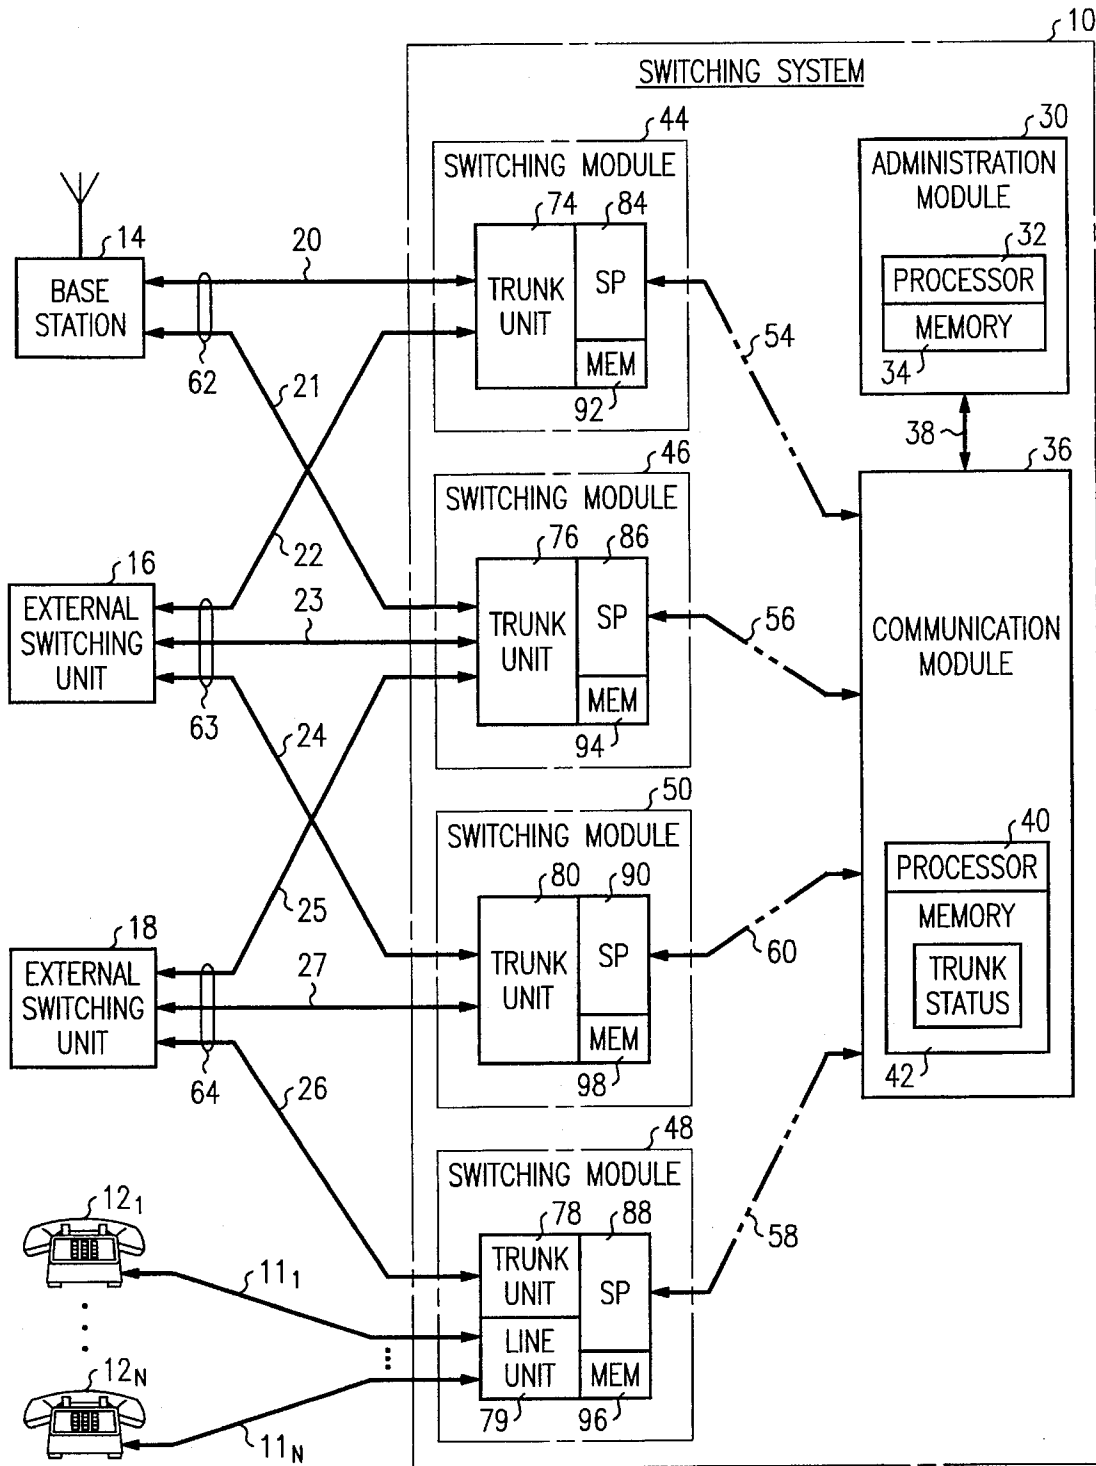 10
SWITCHING SYSTEM
44
SWITCHING MODULE
74
84
TRUNK
UNIT
SP
MEM
92
30
ADMINISTRATION
MODULE
32
PROCESSOR
MEMORY
34
14
BASE
STATION
20
62
21
54
38
36
COMMUNICATION
MODULE
46
SWITCHING MODULE
76
86
TRUNK
UNIT
SP
MEM
94
22
16
EXTERNAL
SWITCHING
UNIT
23
63
24
56
50
SWITCHING MODULE
80
90
TRUNK
UNIT
SP
MEM
98
40
PROCESSOR
MEMORY
TRUNK
STATUS
42
60
25
18
EXTERNAL
SWITCHING
UNIT
27
64
26
48
SWITCHING MODULE
78
88
TRUNK
UNIT
SP
LINE
UNIT
MEM
79
96
58
12₁
11₁
12N
11N